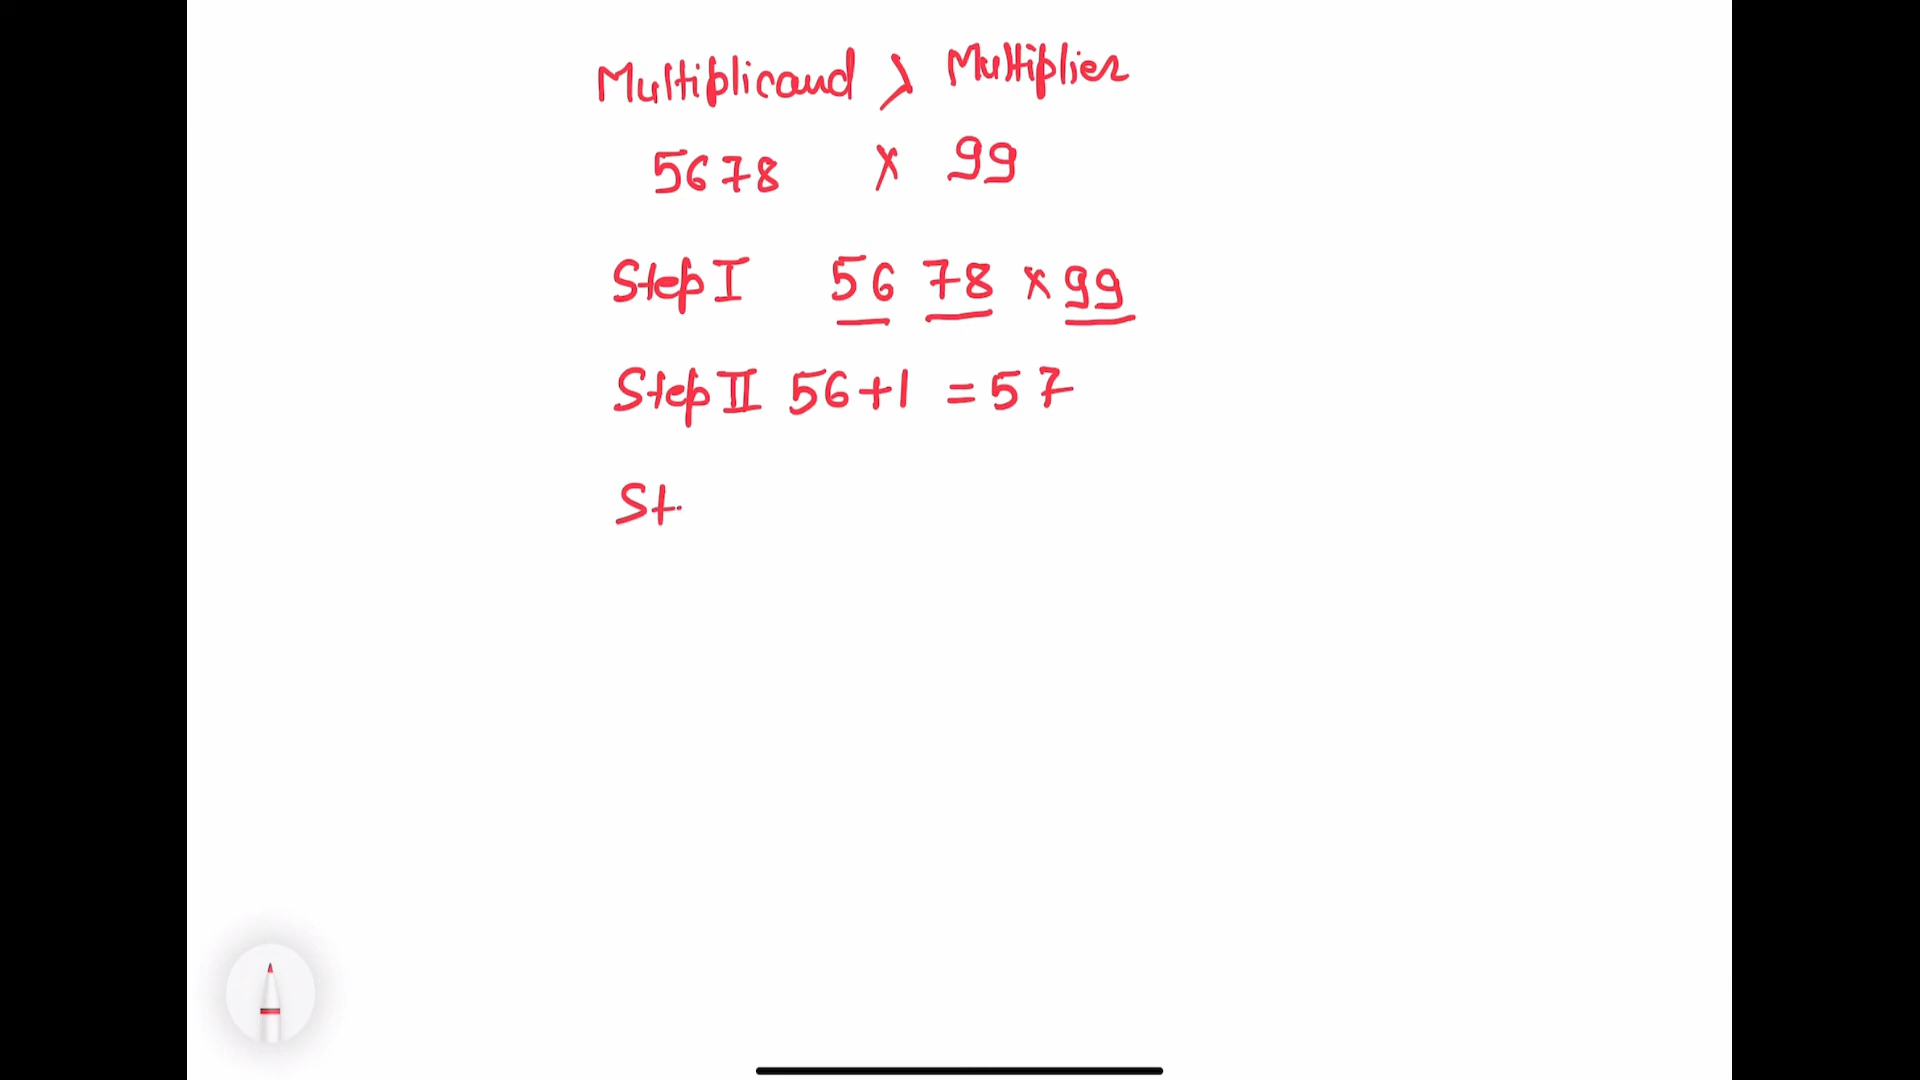 Multiplicand > Multiplier
5678 x 99
Step I 56 78 x 99
Step II 56+1 = 57
St